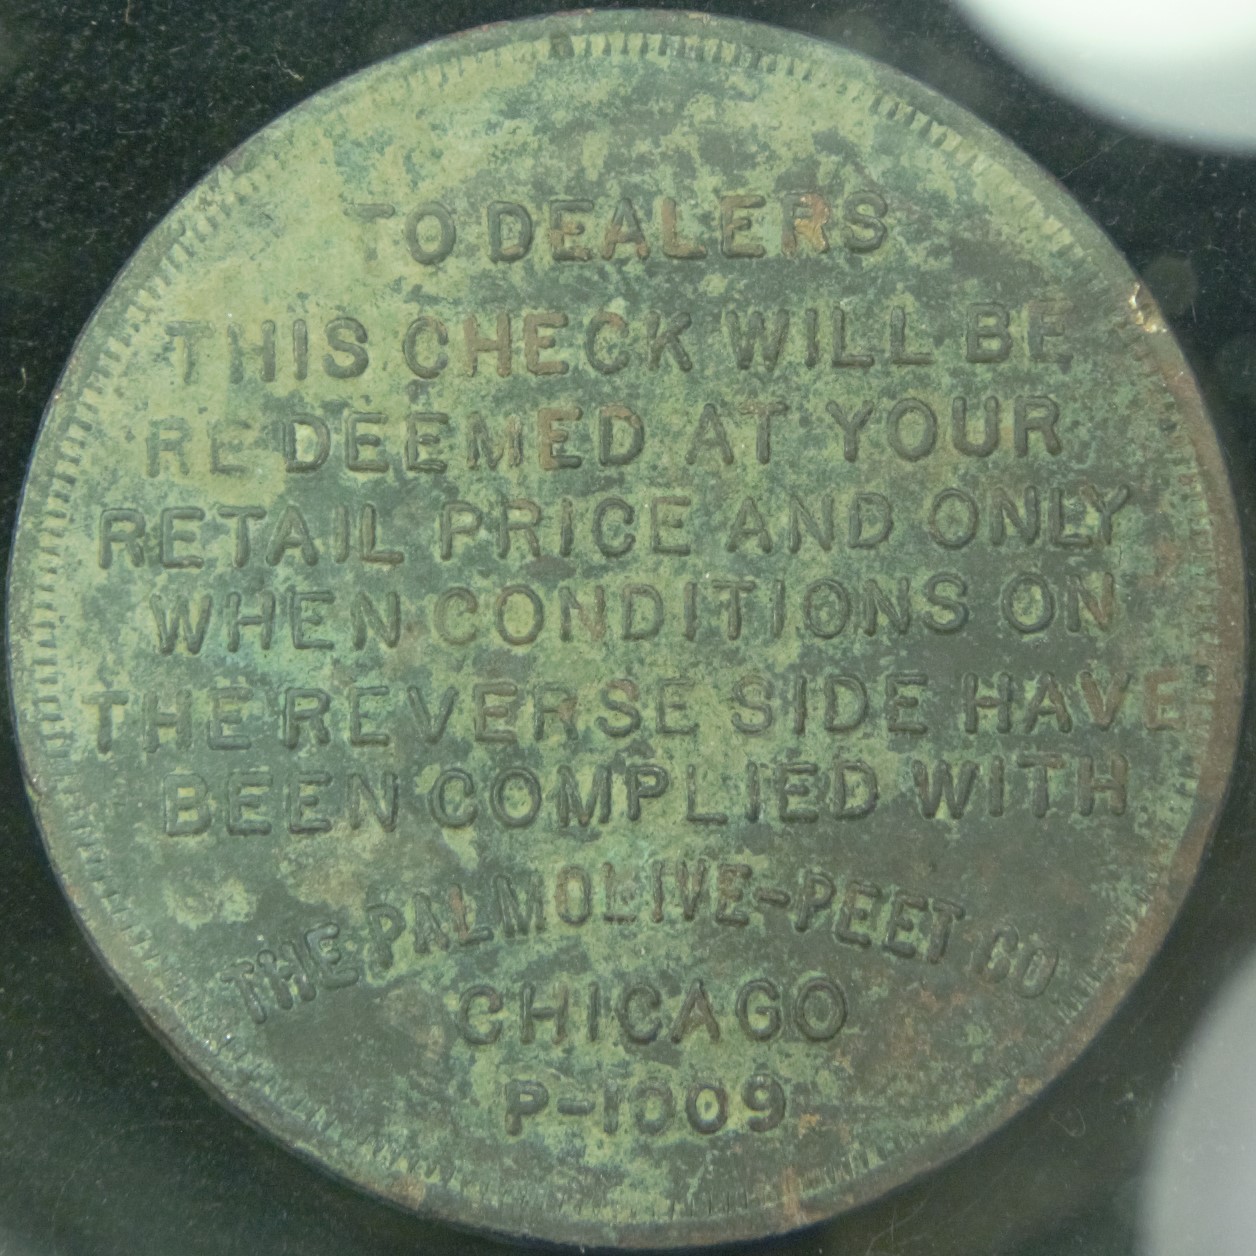 TO DEALERS
THIS CHECK WILL BE
REDEEMED AT YOUR
RETAIL PRICE AND ONLY
WHEN CONDITIONS ON
THE REVERSE SIDE HAVE
BEEN COMPLIED WITH
THE PALMOLIVE-PEET CO
CHICAGO
P-1009